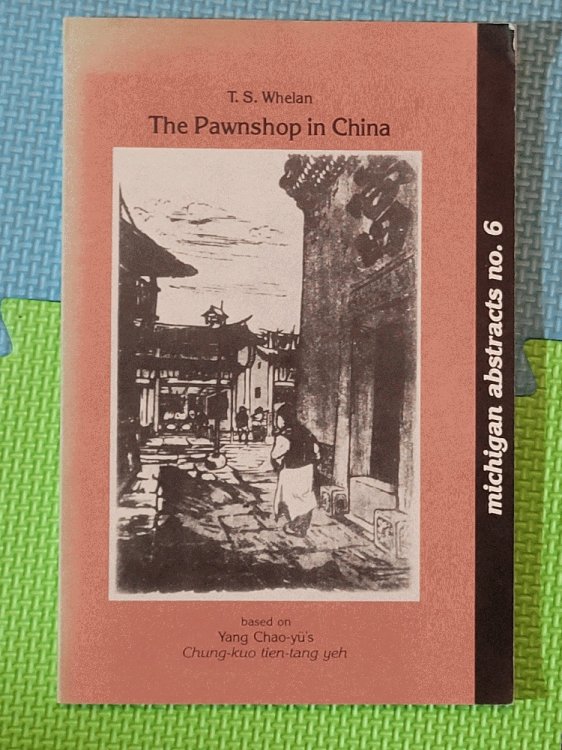 T. S. Whelan
The Pawnshop in China
michigan abstracts no. 6
based on
Yang Chao-yü's
Chung-kuo tien-tang yeh